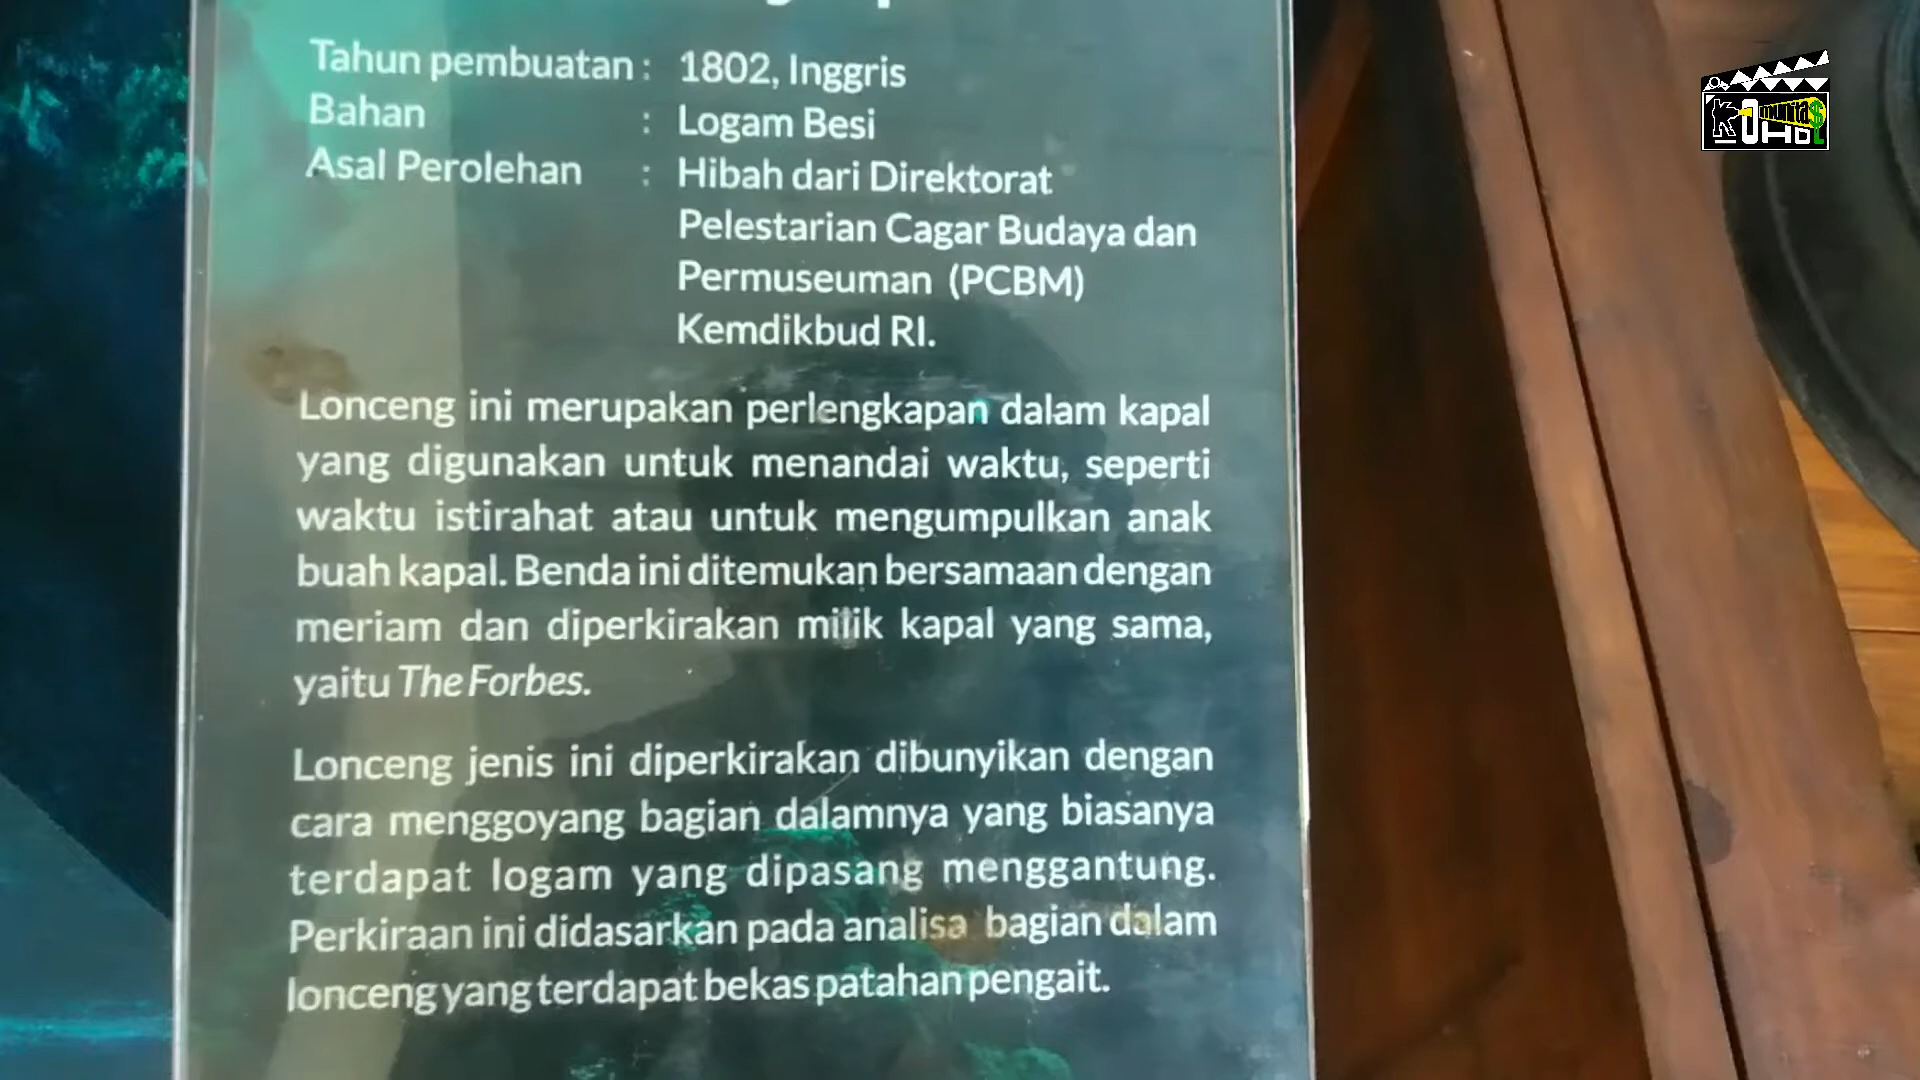 Tahun pembuatan : 1802, Inggris
Bahan : Logam Besi
Asal Perolehan : Hibah dari Direktorat
Pelestarian Cagar Budaya dan
Permuseuman (PCBM)
Kemdikbud RI.
Lonceng ini merupakan perlengkapan dalam kapal
yang digunakan untuk menandai waktu, seperti
waktu istirahat atau untuk mengumpulkan anak
buah kapal. Benda ini ditemukan bersamaan dengan
meriam dan diperkirakan milik kapal yang sama,
yaitu The Forbes.
Lonceng jenis ini diperkirakan dibunyikan dengan
cara menggoyang bagian dalamnya yang biasanya
terdapat logam yang dipasang menggantung.
Perkiraan ini didasarkan pada analisa bagian dalam
lonceng yang terdapat bekas patahan pengait.